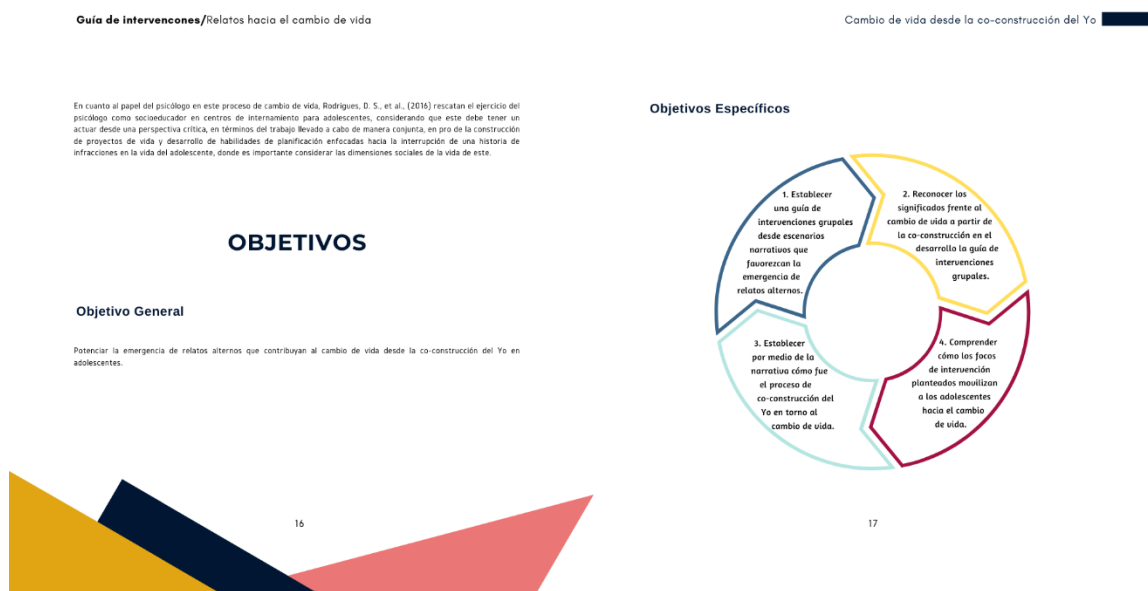 Guía de intervencones/Relatos hacia el cambio de vida
En cuanto al papel del psicólogo en este proceso de cambio de vida, Rodrigues, D. S., et al., (2016) rescatan el ejercicio del
psicólogo como socioeducador en centros de internamiento para adolescentes, considerando que este debe tener un
actuar desde una perspectiva crítica, en términos del trabajo llevado a cabo de manera conjunta, en pro de la construcción
de proyectos de vida y desarrollo de habilidades de planificación enfocadas hacia la interrupción de una historia de
infracciones en la vida del adolescente, donde es importante considerar las dimensiones sociales de la vida de este.
OBJETIVOS
Objetivo General
Potenciar la emergencia de relatos alternos que contribuyan al cambio de vida desde la co-construcción del Yo en
adolescentes.
16
Cambio de vida desde la co-construcción del Yo
Objetivos Específicos
1. Establecer
una guía de
intervenciones grupales
desde escenarios
narrativos que
favorezcan la
emergencia de
relatos alternos.
2. Reconocer los
significados frente al
cambio de vida a partir de
la co-construcción en el
desarrollo la guía de
intervenciones
grupales.
3. Establecer
por medio de la
narrativa cómo fue
el proceso de
co-construcción del
Yo en torno al
cambio de vida.
4. Comprender
cómo los focos
de intervención
planteados movilizan
a los adolescentes
hacia el cambio
de vida.
17